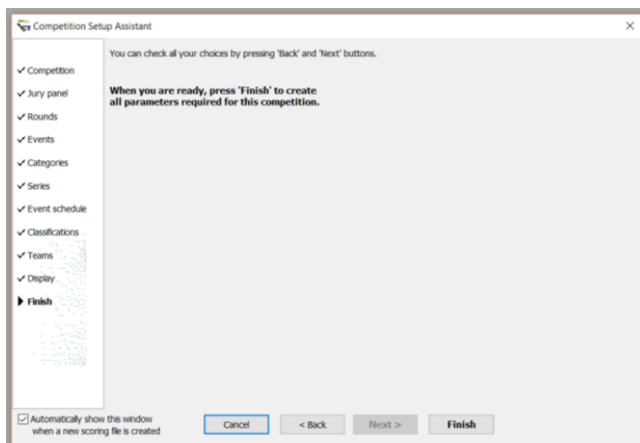 Competition Setup Assistant
You can check all your choices by pressing 'Back' and 'Next' buttons.
When you are ready, press 'Finish' to create
all parameters required for this competition.
✓ Competition
✓ Jury panel
✓ Rounds
✓ Events
✓ Categories
✓ Series
✓ Event schedule
✓ Classifications
✓ Teams
✓ Display
Finish
Automatically show this window
when a new scoring file is created
Cancel
< Back
Next >
Finish